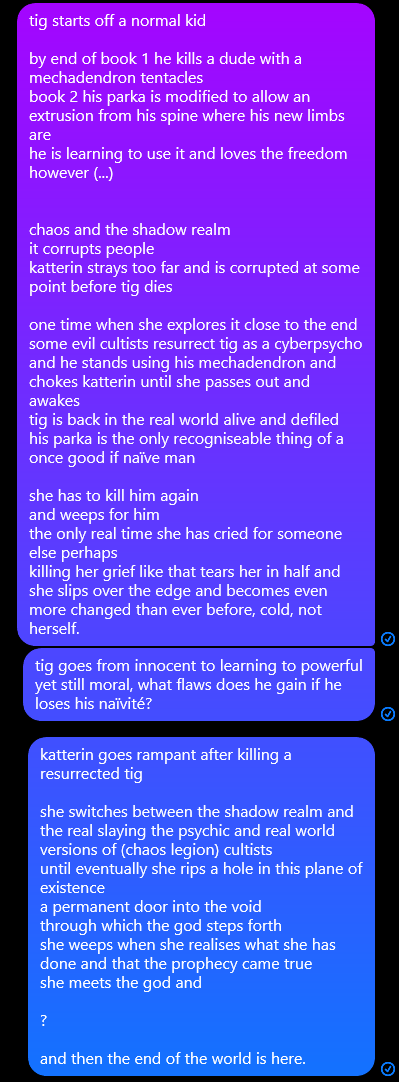 tig starts off a normal kid
by end of book 1 he kills a dude with a
mechadendron tentacles
book 2 his parka is modified to allow an
extrusion from his spine where his new limbs
are
he is learning to use it and loves the freedom
however (...)
chaos and the shadow realm
it corrupts people
katterin strays too far and is corrupted at some
point before tig dies
one time when she explores it close to the end
some evil cultists resurrect tig as a cyberpsycho
and he stands using his mechadendron and
chokes katterin until she passes out and
awakes
tig is back in the real world alive and defiled
his parka is the only recogniseable thing of a
once good if naïve man
she has to kill him again
and weeps for him
the only real time she has cried for someone
else perhaps
killing her grief like that tears her in half and
she slips over the edge and becomes even
more changed than ever before, cold, not
herself.
tig goes from innocent to learning to powerful
yet still moral, what flaws does he gain if he
loses his naïvité?
katterin goes rampant after killing a
resurrected tig
she switches between the shadow realm and
the real slaying the psychic and real world
versions of (chaos legion) cultists
until eventually she rips a hole in this plane of
existence
a permanent door into the void
through which the god steps forth
she weeps when she realises what she has
done and that the prophecy came true
she meets the god and
?
and then the end of the world is here.